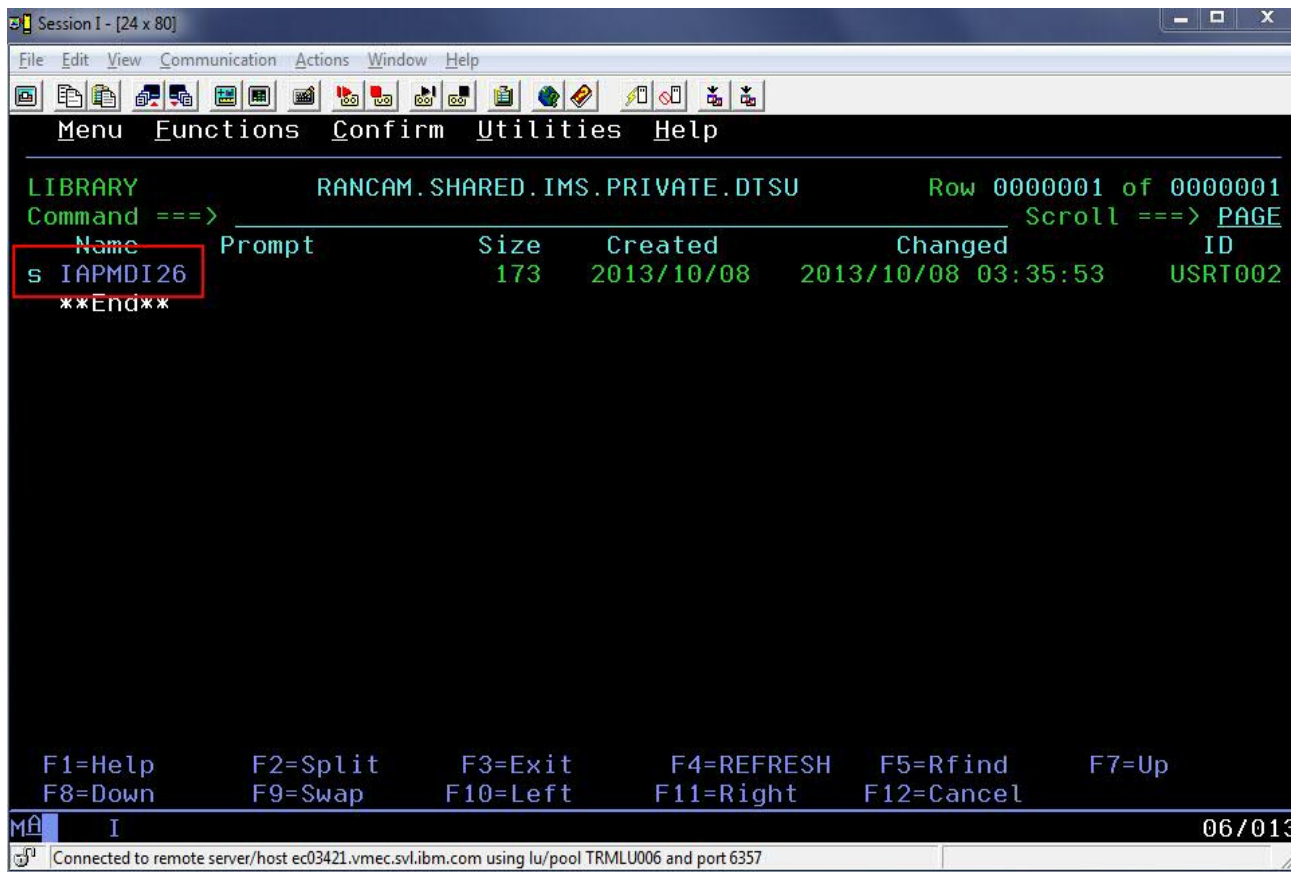 Session I - [24 x 80]
File Edit View Communication Actions Window Help
Menu Functions Confirm Utilities Help
LIBRARY RANCAM.SHARED.IMS.PRIVATE.DTSU Row 0000001 of 0000001
Command ===> Scroll ===> PAGE
Name Prompt Size Created Changed ID
s IAPMDI26 173 2013/10/08 2013/10/08 03:35:53 USRT002
**End**
F1=Help F2=Split F3=Exit F4=REFRESH F5=Rfind F7=Up
F8=Down F9=Swap F10=Left F11=Right F12=Cancel
MA I 06/013
Connected to remote server/host ec03421.vmec.svl.ibm.com using lu/pool TRMLU006 and port 6357